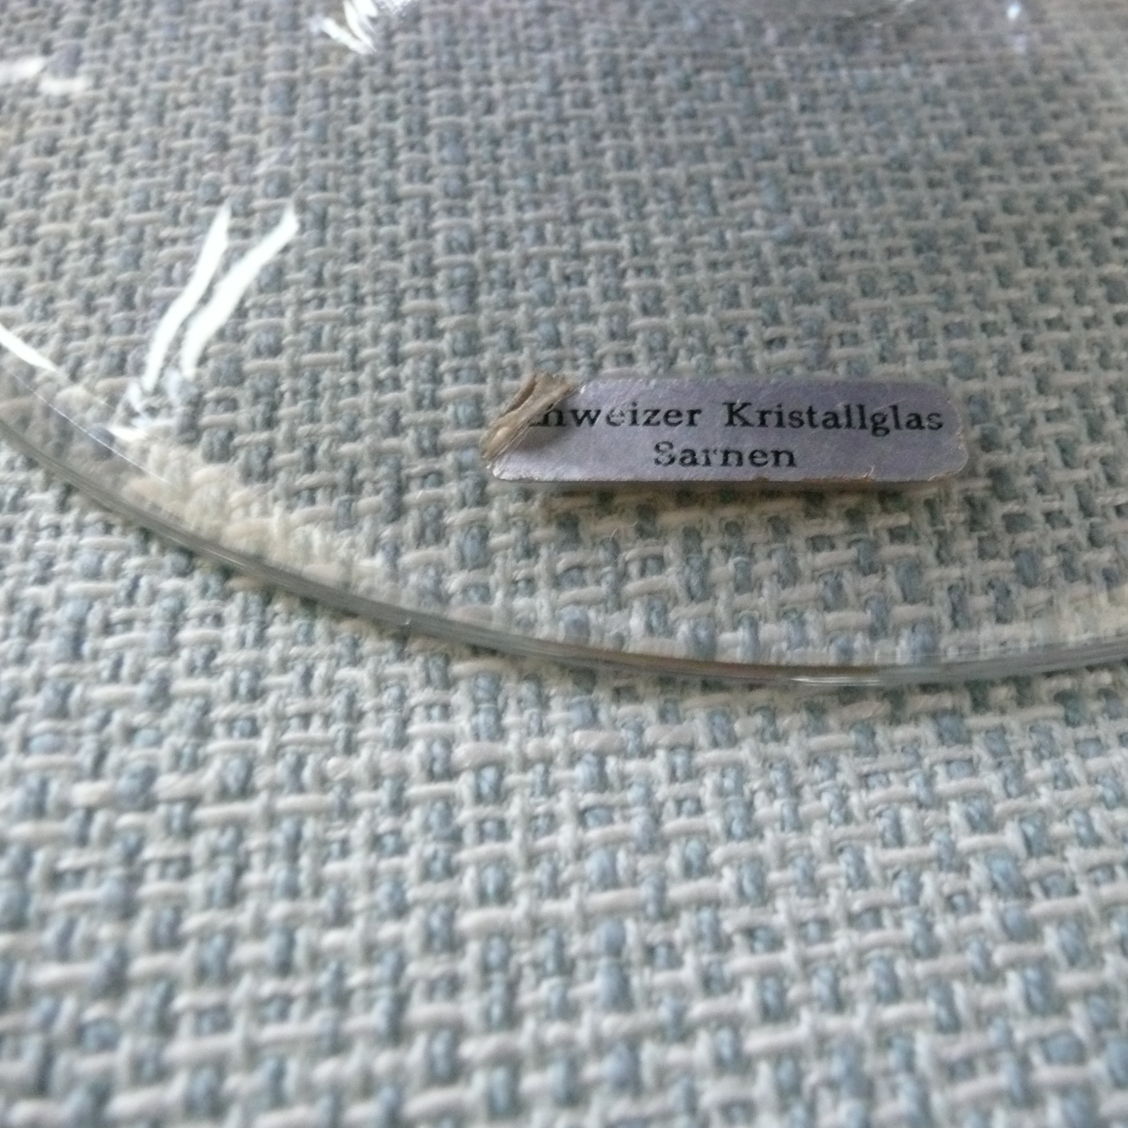 hweizer Kristallglas
Sarnen